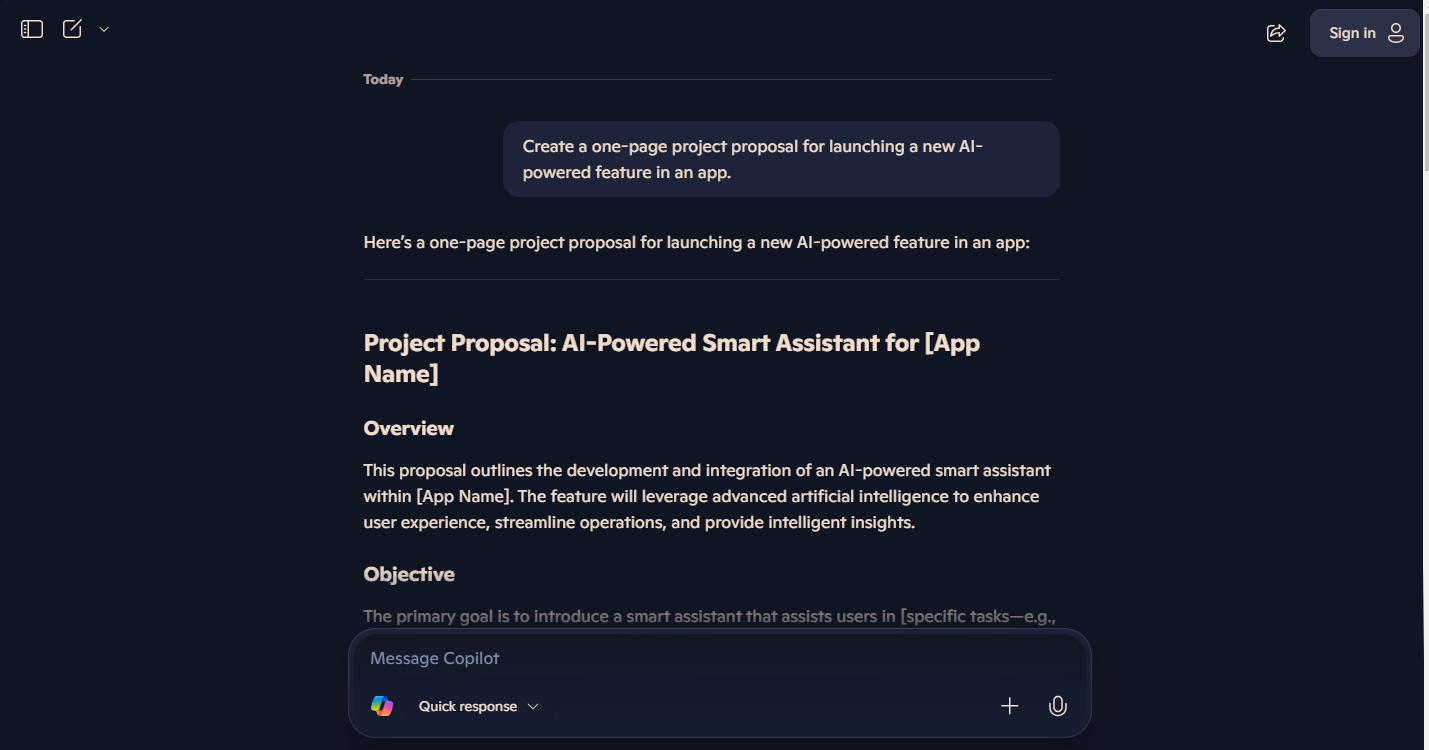 Sign in
Today
Create a one-page project proposal for launching a new AI-
powered feature in an app.
Here's a one-page project proposal for launching a new AI-powered feature in an app:
Project Proposal: AI-Powered Smart Assistant for [App
Name]
Overview
This proposal outlines the development and integration of an AI-powered smart assistant
within [App Name]. The feature will leverage advanced artificial intelligence to enhance
user experience, streamline operations, and provide intelligent insights.
Objective
The primary goal is to introduce a smart assistant that assists users in [specific tasks—e.g.,
Message Copilot
Quick response